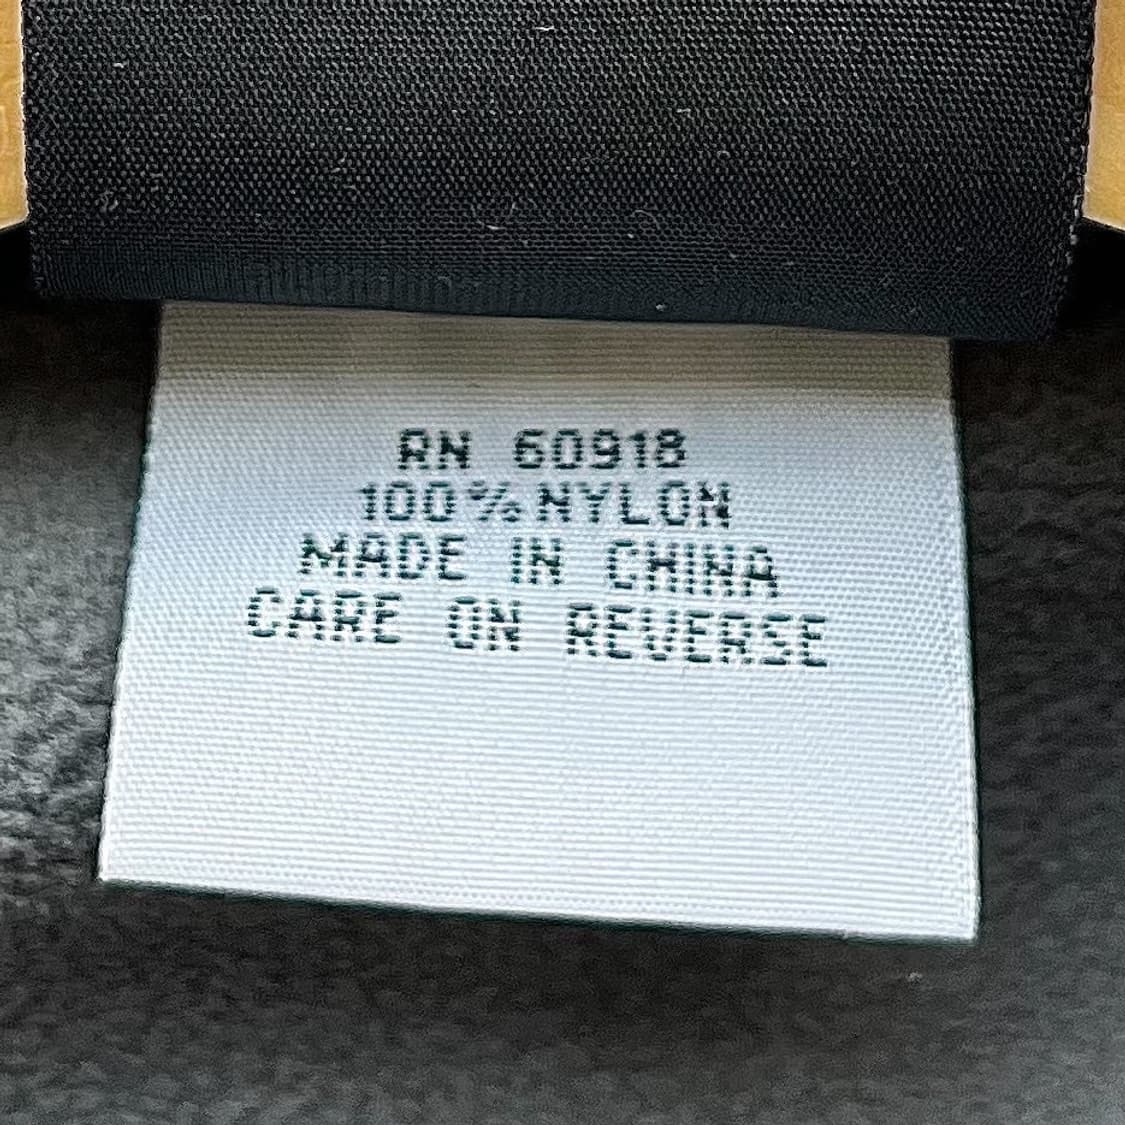 RN 60918
100% NYLON
MADE IN CHINA
CARE ON REVERSE